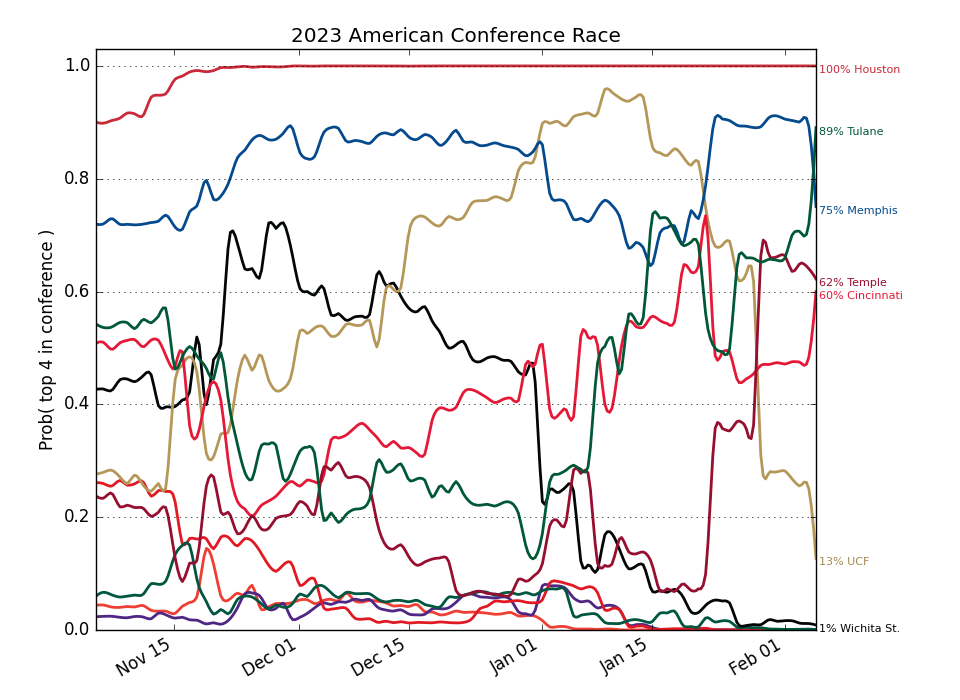 2023 American Conference Race
Prob( top 4 in conference )
1.0
0.8
0.6
0.4
0.2
0.0
Nov 15
Dec 01
Dec 15
Jan 01
Jan 15
Feb 01
100% Houston
89% Tulane
75% Memphis
62% Temple
60% Cincinnati
13% UCF
1% Wichita St.